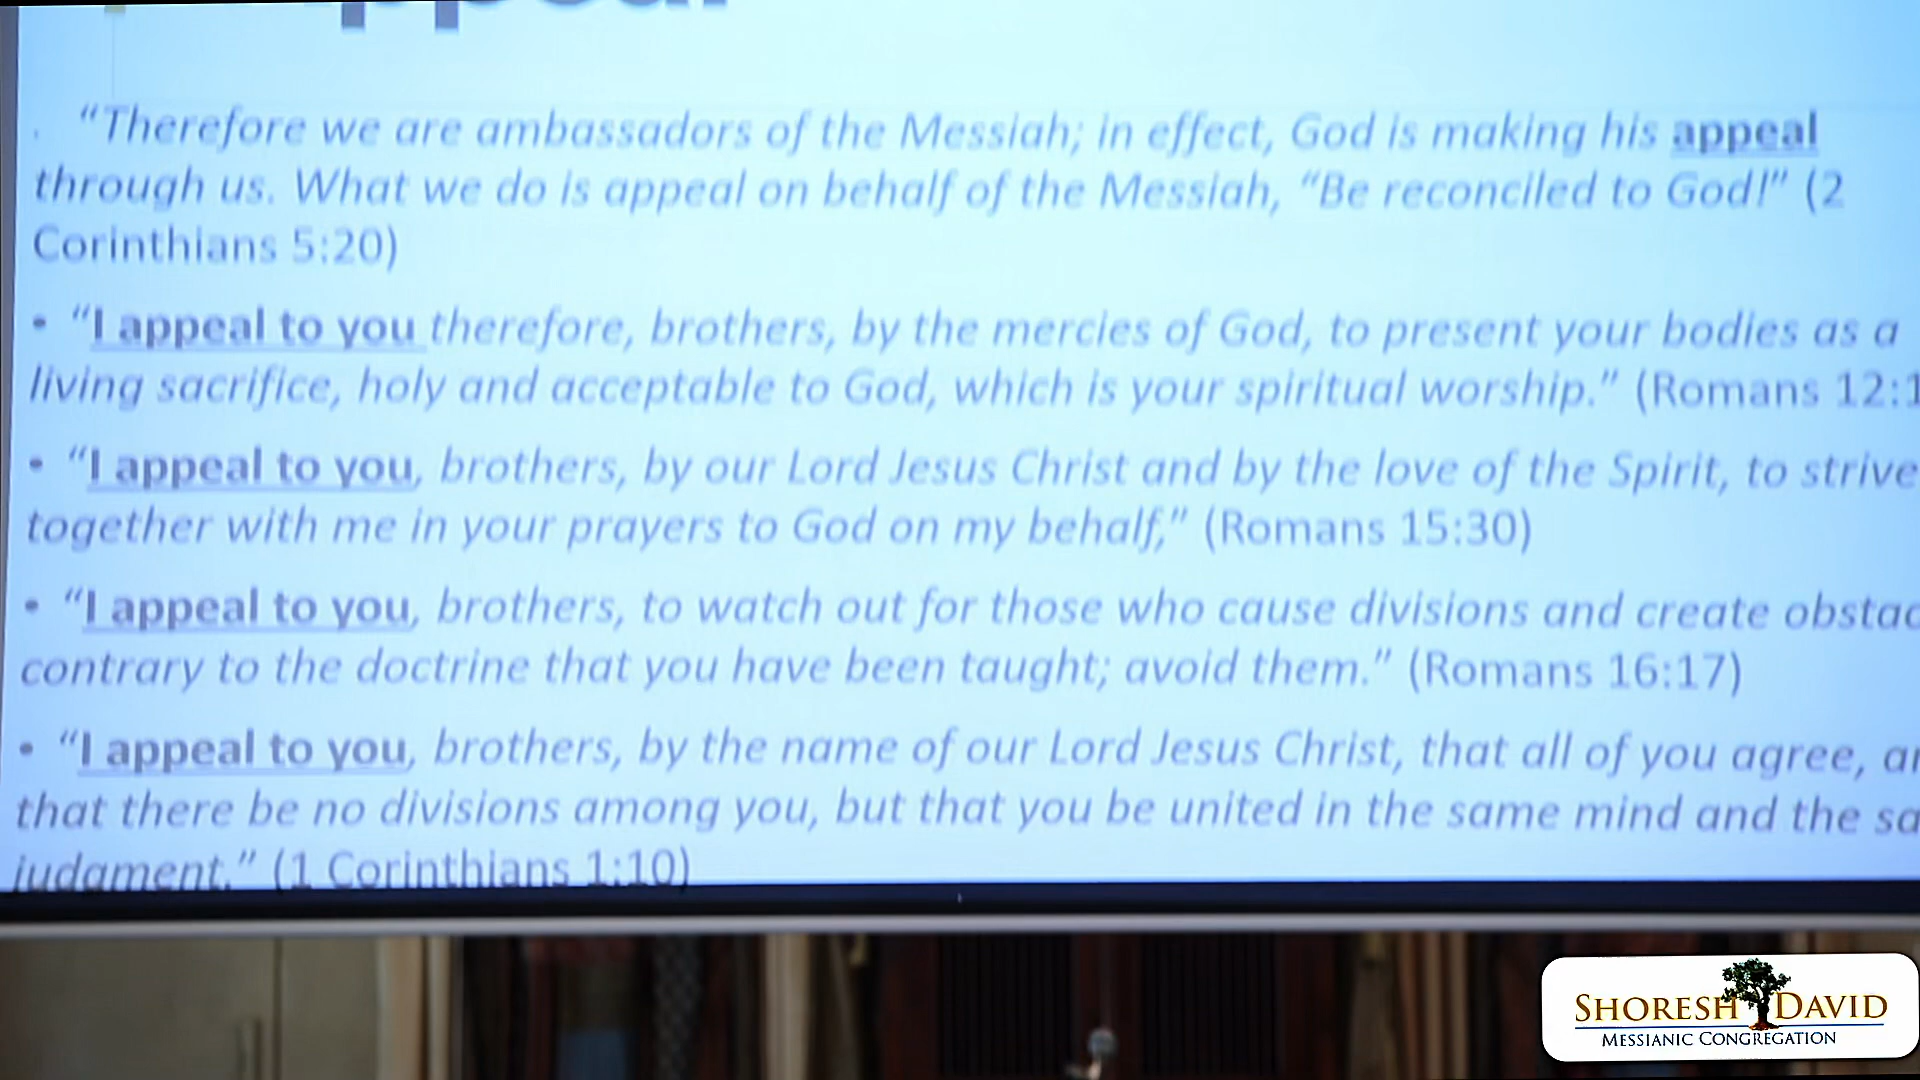 “Therefore we are ambassadors of the Messiah; in effect, God is making his appeal
through us. What we do is appeal on behalf of the Messiah, “Be reconciled to God!” (2
Corinthians 5:20)
• “I appeal to you therefore, brothers, by the mercies of God, to present your bodies as a
living sacrifice, holy and acceptable to God, which is your spiritual worship.” (Romans 12:1
• “I appeal to you, brothers, by our Lord Jesus Christ and by the love of the Spirit, to strive
together with me in your prayers to God on my behalf,” (Romans 15:30)
• “I appeal to you, brothers, to watch out for those who cause divisions and create
contrary to the doctrine that you have been taught; avoid them.” (Romans 16:17)
• “I appeal to you, brothers, by the name of our Lord Jesus Christ, that all of you agree,
that there be no divisions among you, but that you be united in the same mind and the
judgment.” (1 Corinthians 1:10)
SHORESH DAVID
MESSIANIC CONGREGATION